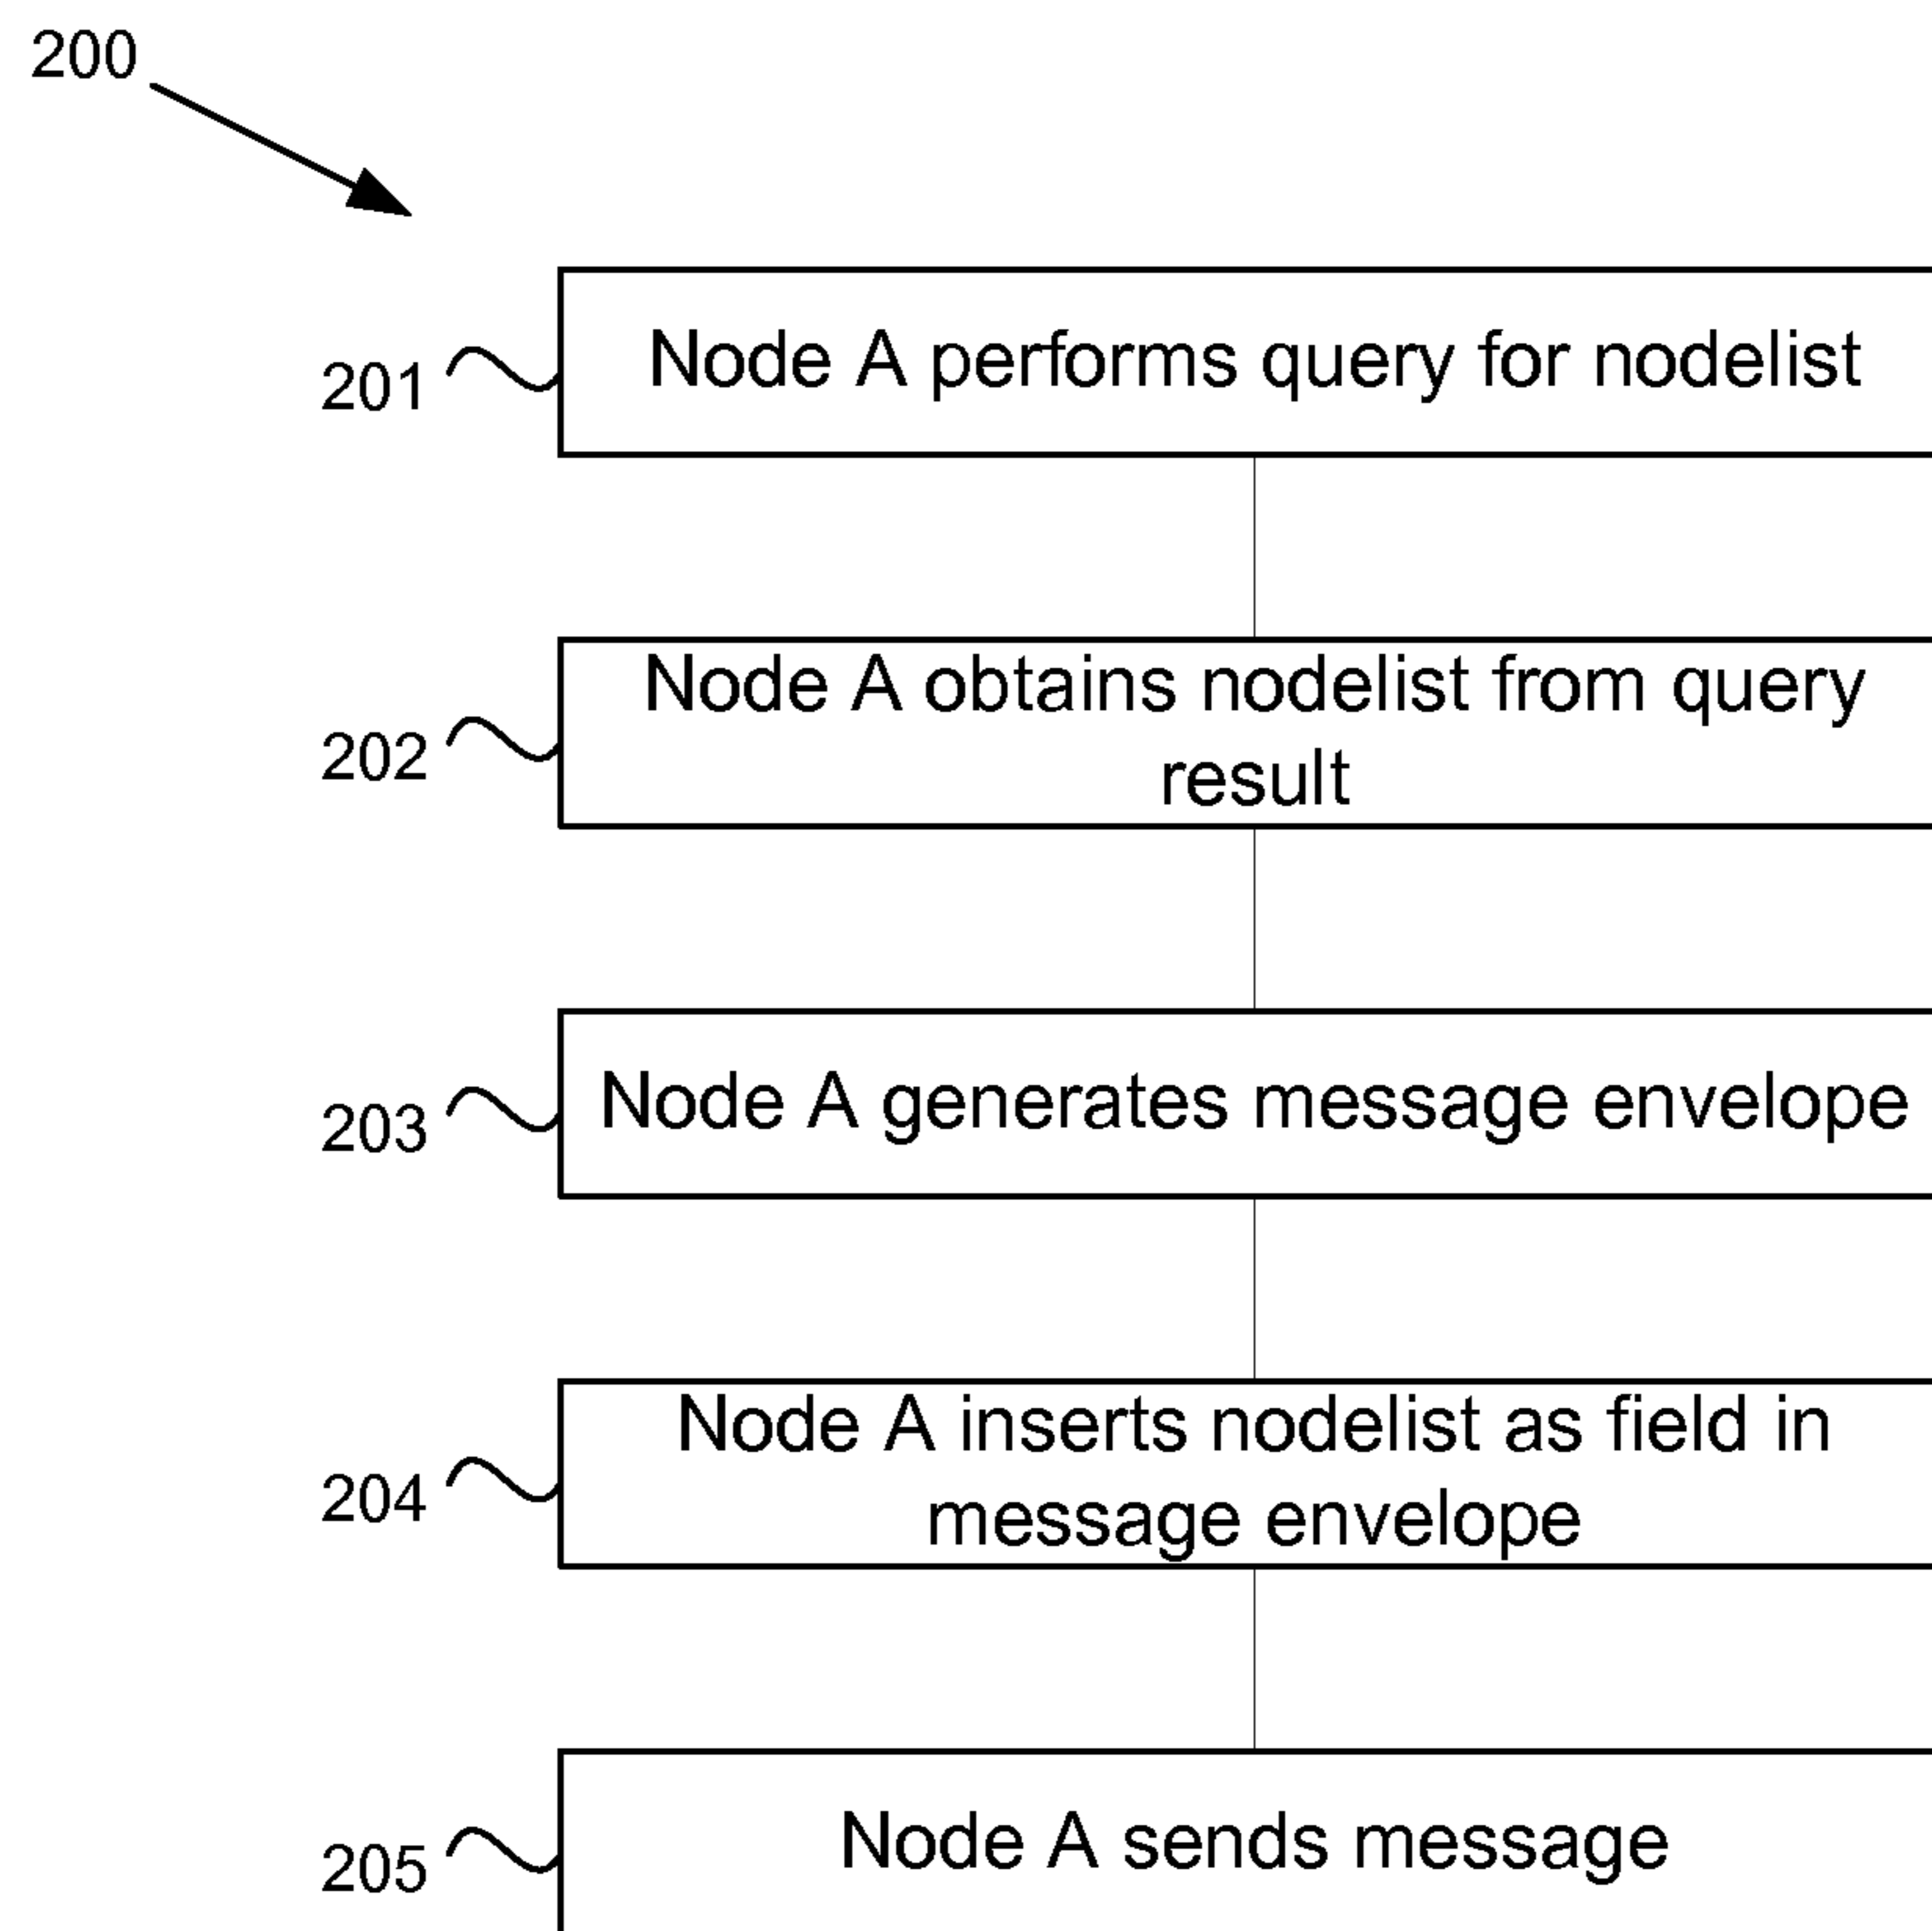 200
201
Node A performs query for nodelist
202
Node A obtains nodelist from query
result
203
Node A generates message envelope
204
Node A inserts nodelist as field in
message envelope
205
Node A sends message